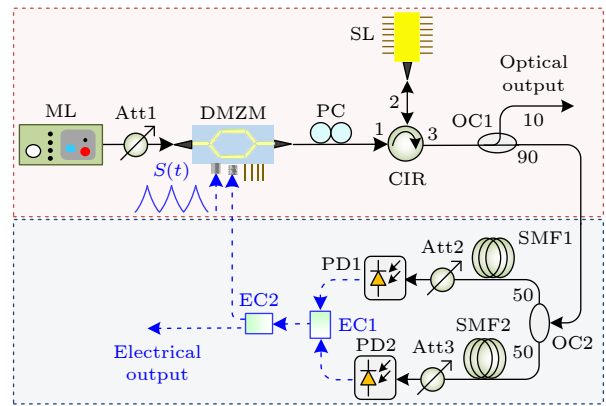 SL
Optical
output
ML
Att1
DMZM
PC
OC1
2
1
3
10
90
CIR
S(t)
SMF1
Att2
PD1
50
EC2
EC1
SMF2
OC2
PD2
50
Att3
Electrical
output